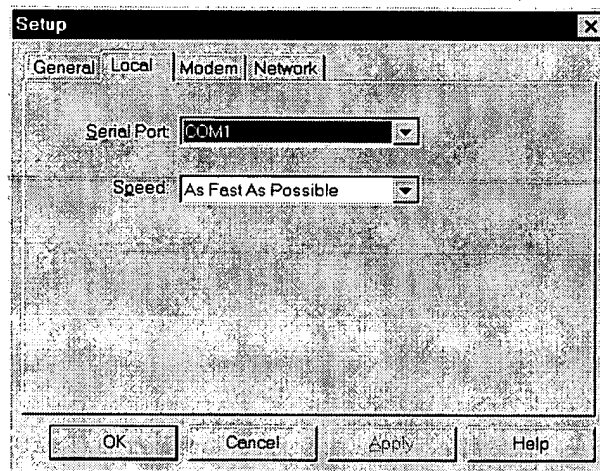 Setup
General Local Modem Network
Serial Port: COM1
Speed: As Fast As Possible
OK Cancel Apply Help